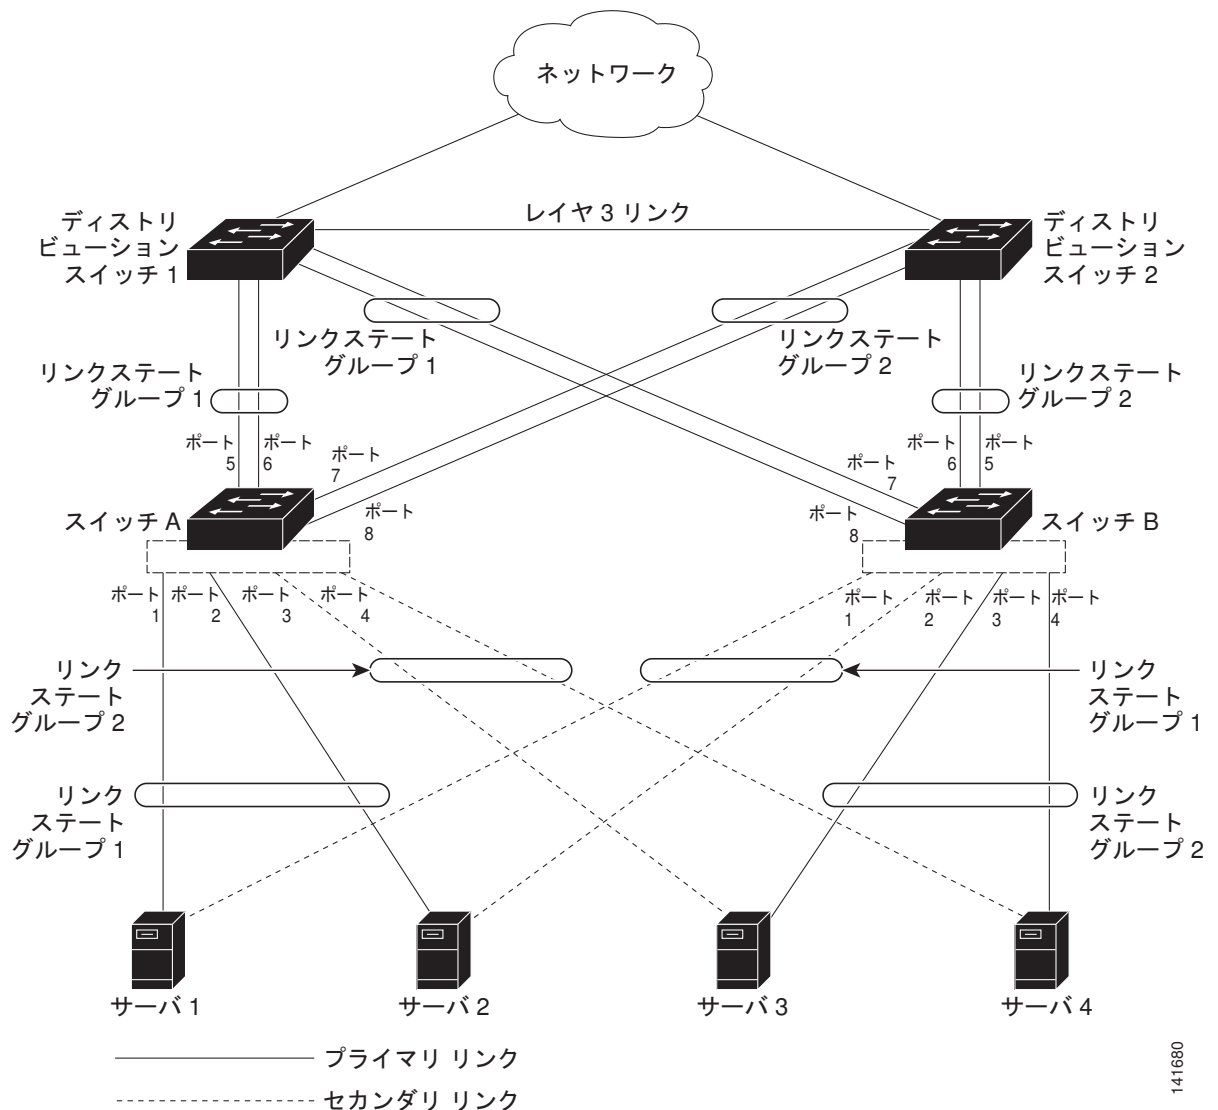 ネットワーク
レイヤ 3 リンク
ディストリ
ビューション
スイッチ 1
ディストリ
ビューション
スイッチ 2
リンクステート
グループ 1
リンクステート
グループ 2
リンクステート
グループ 1
リンクステート
グループ 2
ポート
5
ポート
6
ポート
7
ポート
8
スイッチ A
ポート
7
ポート
6
ポート
5
ポート
8
スイッチ B
ポート
1
ポート
2
ポート
3
ポート
4
ポート
1
ポート
2
ポート
3
ポート
4
リンク
ステート
グループ 2
リンク
ステート
グループ 1
リンク
ステート
グループ 1
リンク
ステート
グループ 2
サーバ 1
サーバ 2
サーバ 3
サーバ 4
プライマリ リンク
セカンダリ リンク
141680